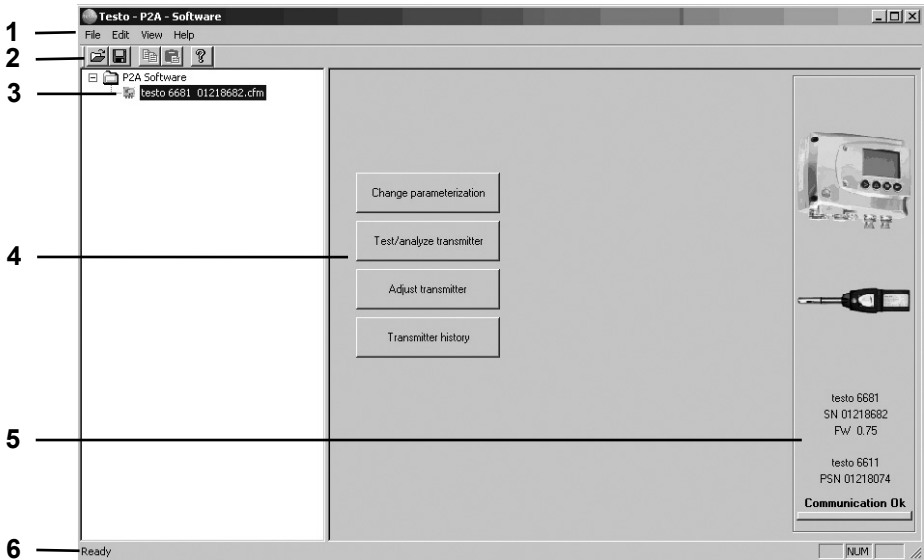 Testo - P2A - Software
1
File Edit View Help
2
P2A Software
3
testo 6681 01218682.cfm
Change parameterization
4
Test/analyze transmitter
Adjust transmitter
Transmitter history
testo 6681
SN 01218682
5
FW 0.75
testo 6611
PSN 01218074
Communication Ok
6
Ready
NUM